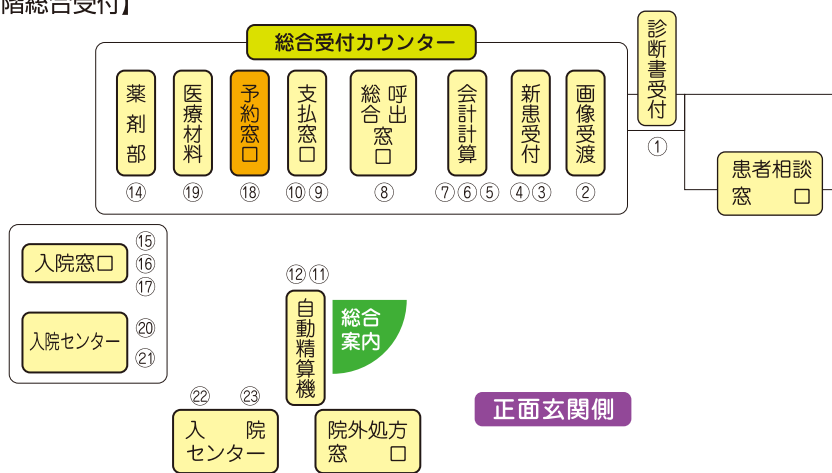 階総合受付】
総合受付カウンター
診断書受付
①
薬剤部
⑭
医療材料
⑲
予約窓口
⑱
支払窓口
⑩⑨
呼出
総合
窓口
⑧
会計計算
⑦⑥⑤
新患受付
④③
画像受渡
②
患者相談
窓　口
入院窓口
⑮
⑯
⑰
入院センター
⑳
㉑
⑫⑪
自動精算機
総合
案内
正面玄関側
㉒　㉓
入　院
センター
院外処方
窓　口